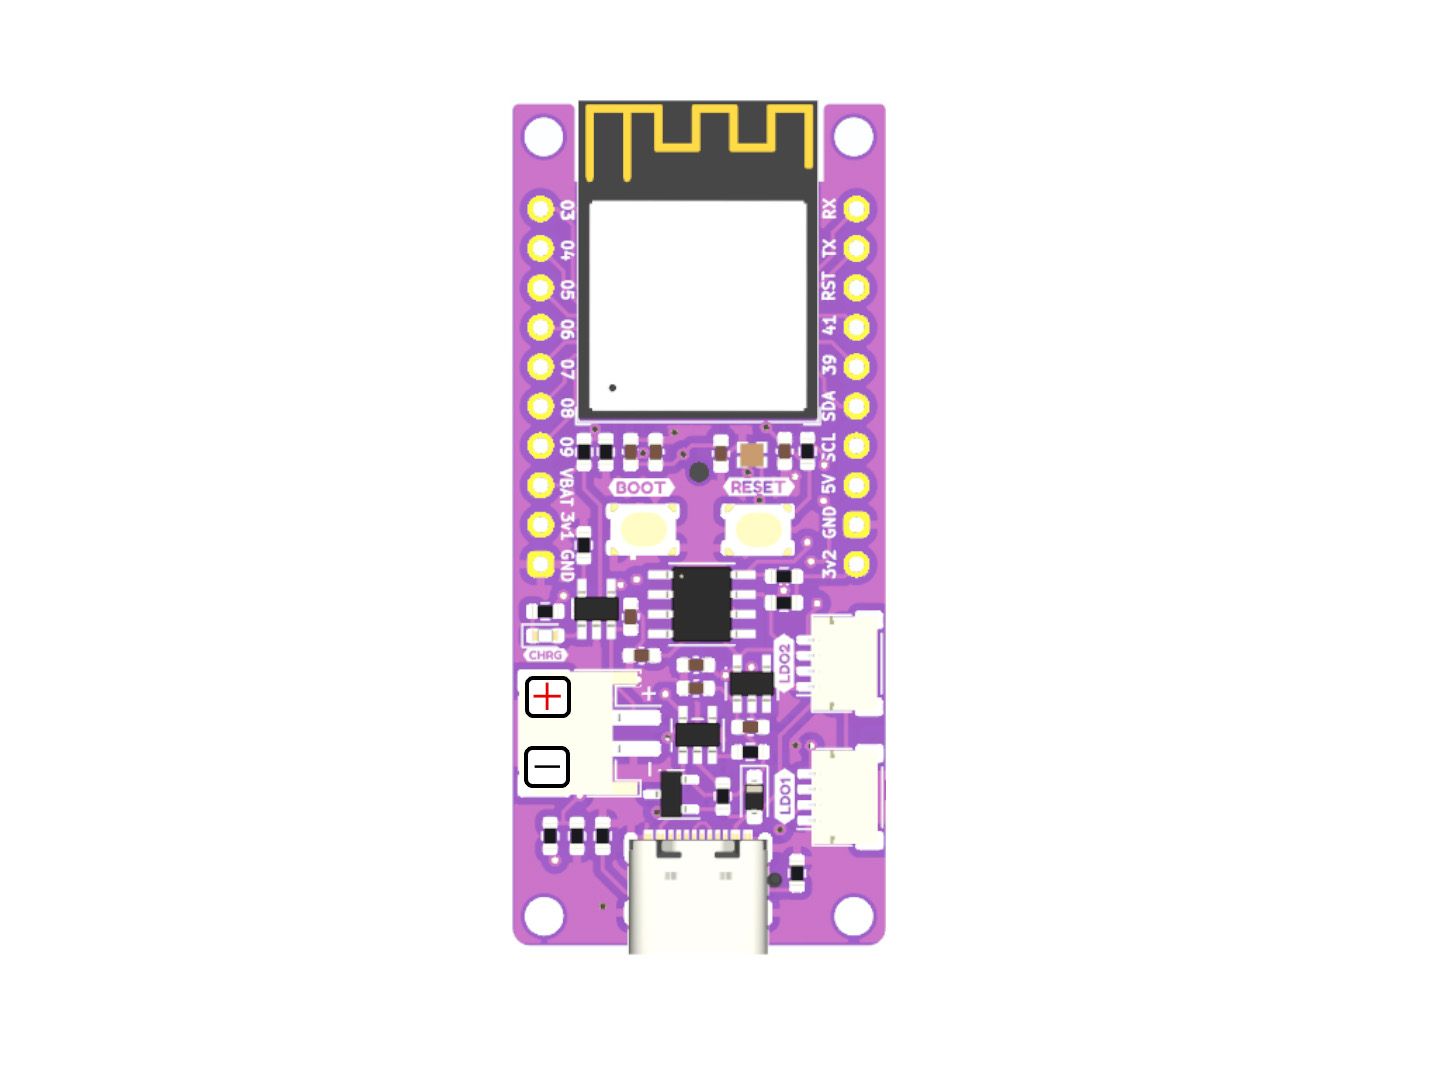 03
04
05
06
07
08
09
VBAT
3v1
GND
RX
TX
RST
41
39
SDA
SCL
5V
GND
3v2
BOOT
RESET
CHRG
LDO2
LDO1
+
−
+
−